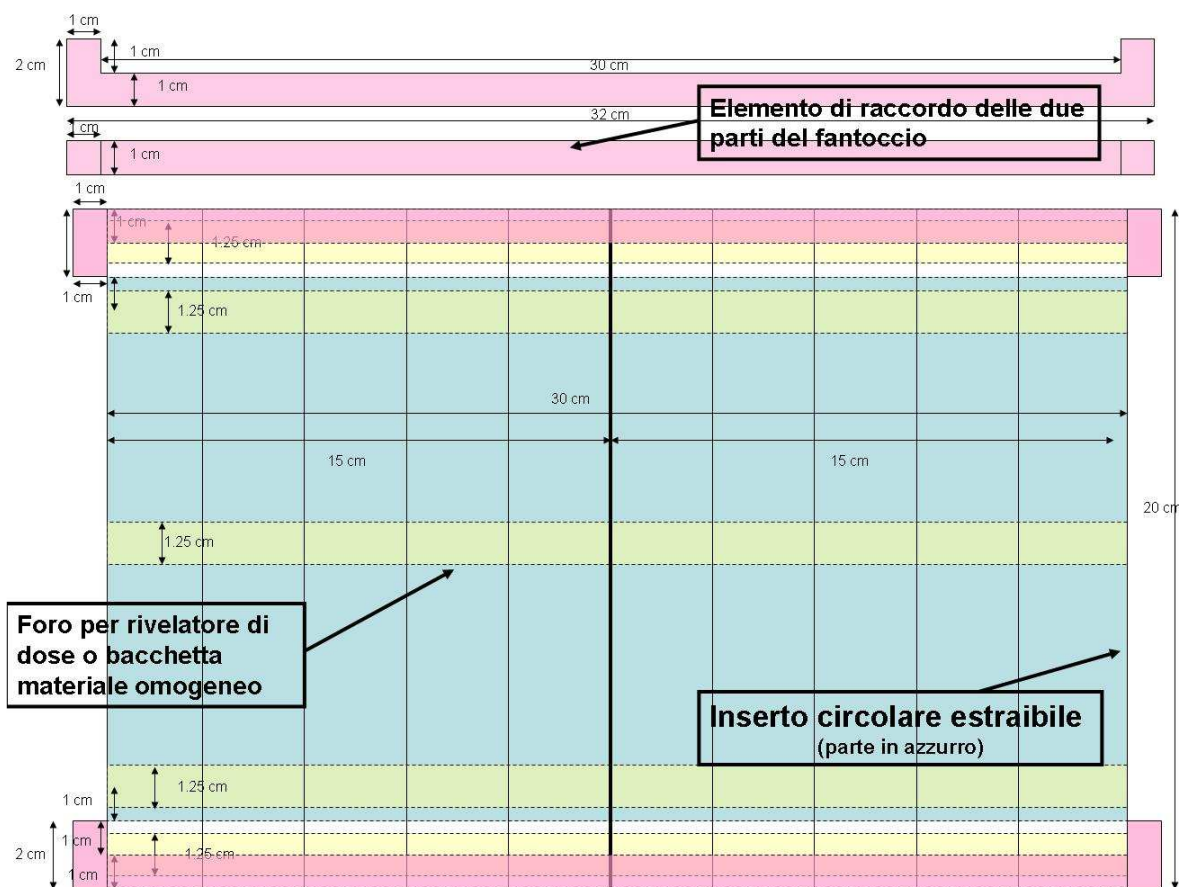 1 cm
2 cm
1 cm
30 cm
1 cm
32 cm
Elemento di raccordo delle due
parti del fantoccio
1 cm
1 cm
1 cm
1 cm
1.25 cm
1 cm
1.25 cm
30 cm
15 cm
15 cm
20 cm
1.25 cm
Foro per rivelatore di
dose o bacchetta
materiale omogeneo
Inserto circolare estraibile
(parte in azzurro)
1.25 cm
1 cm
1 cm
2 cm
1.25 cm
1 cm